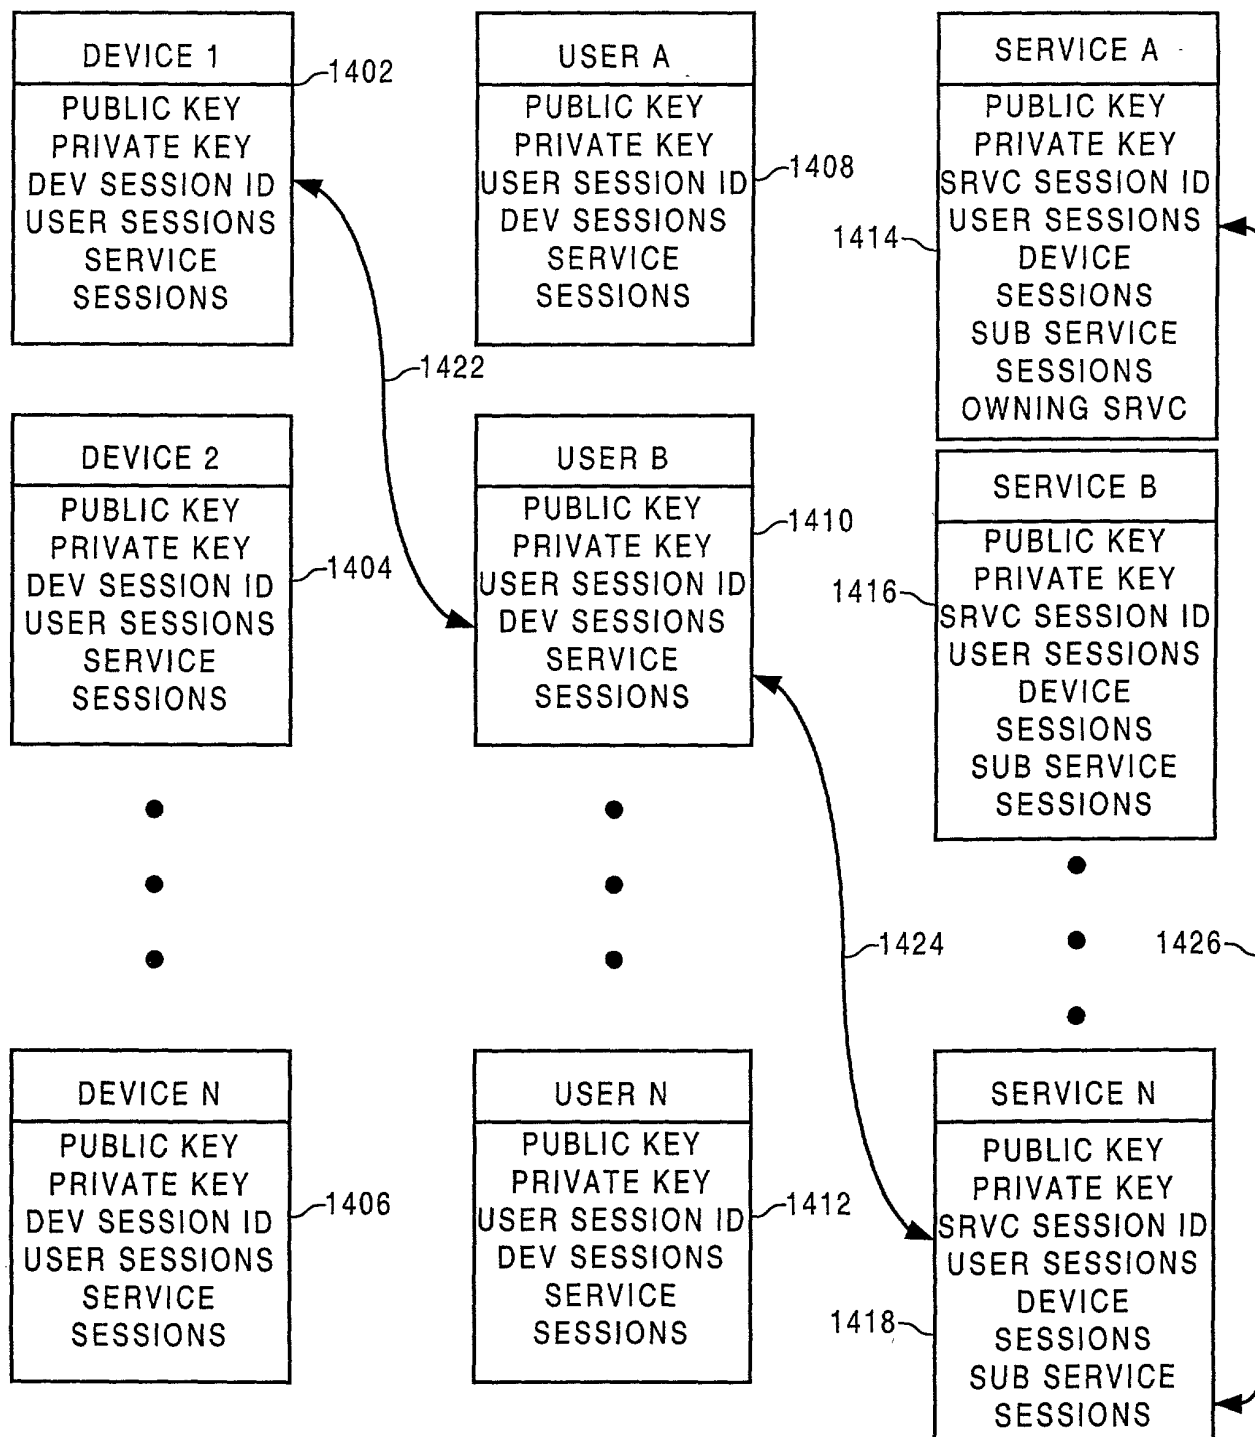 DEVICE 1
1402
PUBLIC KEY
PRIVATE KEY
DEV SESSION ID
USER SESSIONS
SERVICE
SESSIONS
USER A
PUBLIC KEY
PRIVATE KEY
USER SESSION ID
1408
DEV SESSIONS
SERVICE
SESSIONS
SERVICE A
PUBLIC KEY
PRIVATE KEY
SRVC SESSION ID
USER SESSIONS
1414
DEVICE
SESSIONS
SUB SERVICE
SESSIONS
OWNING SRVC
1422
DEVICE 2
PUBLIC KEY
PRIVATE KEY
1404
DEV SESSION ID
USER SESSIONS
SERVICE
SESSIONS
USER B
PUBLIC KEY
1410
PRIVATE KEY
USER SESSION ID
DEV SESSIONS
SERVICE
SESSIONS
SERVICE B
PUBLIC KEY
PRIVATE KEY
1416
SRVC SESSION ID
USER SESSIONS
DEVICE
SESSIONS
SUB SERVICE
SESSIONS
1424
1426
DEVICE N
PUBLIC KEY
PRIVATE KEY
1406
DEV SESSION ID
USER SESSIONS
SERVICE
SESSIONS
USER N
PUBLIC KEY
PRIVATE KEY
1412
USER SESSION ID
DEV SESSIONS
SERVICE
SESSIONS
SERVICE N
PUBLIC KEY
PRIVATE KEY
SRVC SESSION ID
USER SESSIONS
DEVICE
1418
SESSIONS
SUB SERVICE
SESSIONS